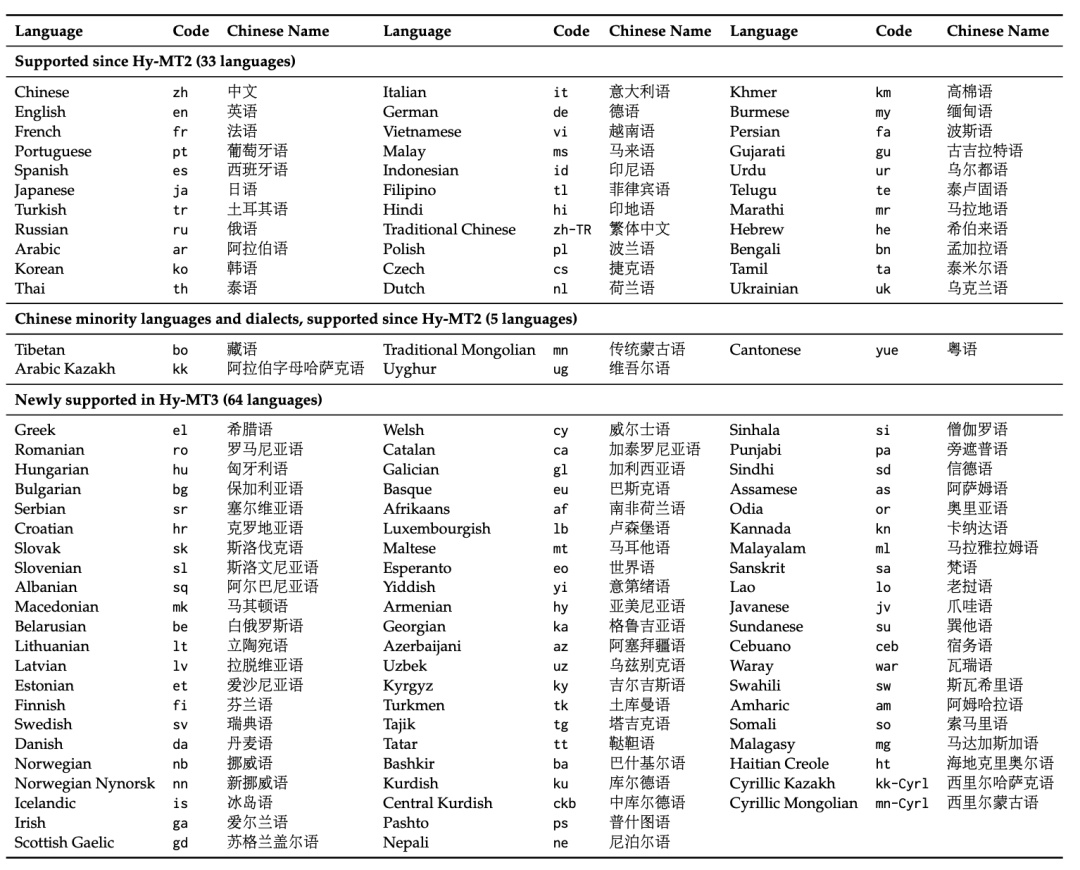 Language Code Chinese Name Language Code Chinese Name Language Code Chinese Name
Supported since Hy-MT2 (33 languages)
Chinese zh 中文 Italian it 意大利语 Khmer km 高棉语
English en 英语 German de 德语 Burmese my 缅甸语
French fr 法语 Vietnamese vi 越南语 Persian fa 波斯语
Portuguese pt 葡萄牙语 Malay ms 马来语 Gujarati gu 古吉拉特语
Spanish es 西班牙语 Indonesian id 印尼语 Urdu ur 乌尔都语
Japanese ja 日语 Filipino tl 菲律宾语 Telugu te 泰卢固语
Turkish tr 土耳其语 Hindi hi 印地语 Marathi mr 马拉地语
Russian ru 俄语 Traditional Chinese zh-TR 繁体中文 Hebrew he 希伯来语
Arabic ar 阿拉伯语 Polish pl 波兰语 Bengali bn 孟加拉语
Korean ko 韩语 Czech cs 捷克语 Tamil ta 泰米尔语
Thai th 泰语 Dutch nl 荷兰语 Ukrainian uk 乌克兰语
Chinese minority languages and dialects, supported since Hy-MT2 (5 languages)
Tibetan bo 藏语 Traditional Mongolian mn 传统蒙古语 Cantonese yue 粤语
Arabic Kazakh kk 阿拉伯字母哈萨克语 Uyghur ug 维吾尔语
Newly supported in Hy-MT3 (64 languages)
Greek el 希腊语 Welsh cy 威尔士语 Sinhala si 僧伽罗语
Romanian ro 罗马尼亚语 Catalan ca 加泰罗尼亚语 Punjabi pa 旁遮普语
Hungarian hu 匈牙利语 Galician gl 加利西亚语 Sindhi sd 信德语
Bulgarian bg 保加利亚语 Basque eu 巴斯克语 Assamese as 阿萨姆语
Serbian sr 塞尔维亚语 Afrikaans af 南非荷兰语 Odia or 奥里亚语
Croatian hr 克罗地亚语 Luxembourgish lb 卢森堡语 Kannada kn 卡纳达语
Slovak sk 斯洛伐克语 Maltese mt 马耳他语 Malayalam ml 马拉雅拉姆语
Slovenian sl 斯洛文尼亚语 Esperanto eo 世界语 Sanskrit sa 梵语
Albanian sq 阿尔巴尼亚语 Yiddish yi 意第绪语 Lao lo 老挝语
Macedonian mk 马其顿语 Armenian hy 亚美尼亚语 Javanese jv 爪哇语
Belarusian be 白俄罗斯语 Georgian ka 格鲁吉亚语 Sundanese su 巽他语
Lithuanian lt 立陶宛语 Azerbaijani az 阿塞拜疆语 Cebuano ceb 宿务语
Latvian lv 拉脱维亚语 Uzbek uz 乌兹别克语 Waray war 瓦瑞语
Estonian et 爱沙尼亚语 Kyrgyz ky 吉尔吉斯语 Swahili sw 斯瓦希里语
Finnish fi 芬兰语 Turkmen tk 土库曼语 Amharic am 阿姆哈拉语
Swedish sv 瑞典语 Tajik tg 塔吉克语 Somali so 索马里语
Danish da 丹麦语 Tatar tt 鞑靼语 Malagasy mg 马达加斯加语
Norwegian nb 挪威语 Bashkir ba 巴什基尔语 Haitian Creole ht 海地克里奥尔语
Norwegian Nynorsk nn 新挪威语 Kurdish ku 库尔德语 Cyrillic Kazakh kk-Cyrl 西里尔哈萨克语
Icelandic is 冰岛语 Central Kurdish ckb 中库尔德语 Cyrillic Mongolian mn-Cyrl 西里尔蒙古语
Irish ga 爱尔兰语 Pashto ps 普什图语
Scottish Gaelic gd 苏格兰盖尔语 Nepali ne 尼泊尔语